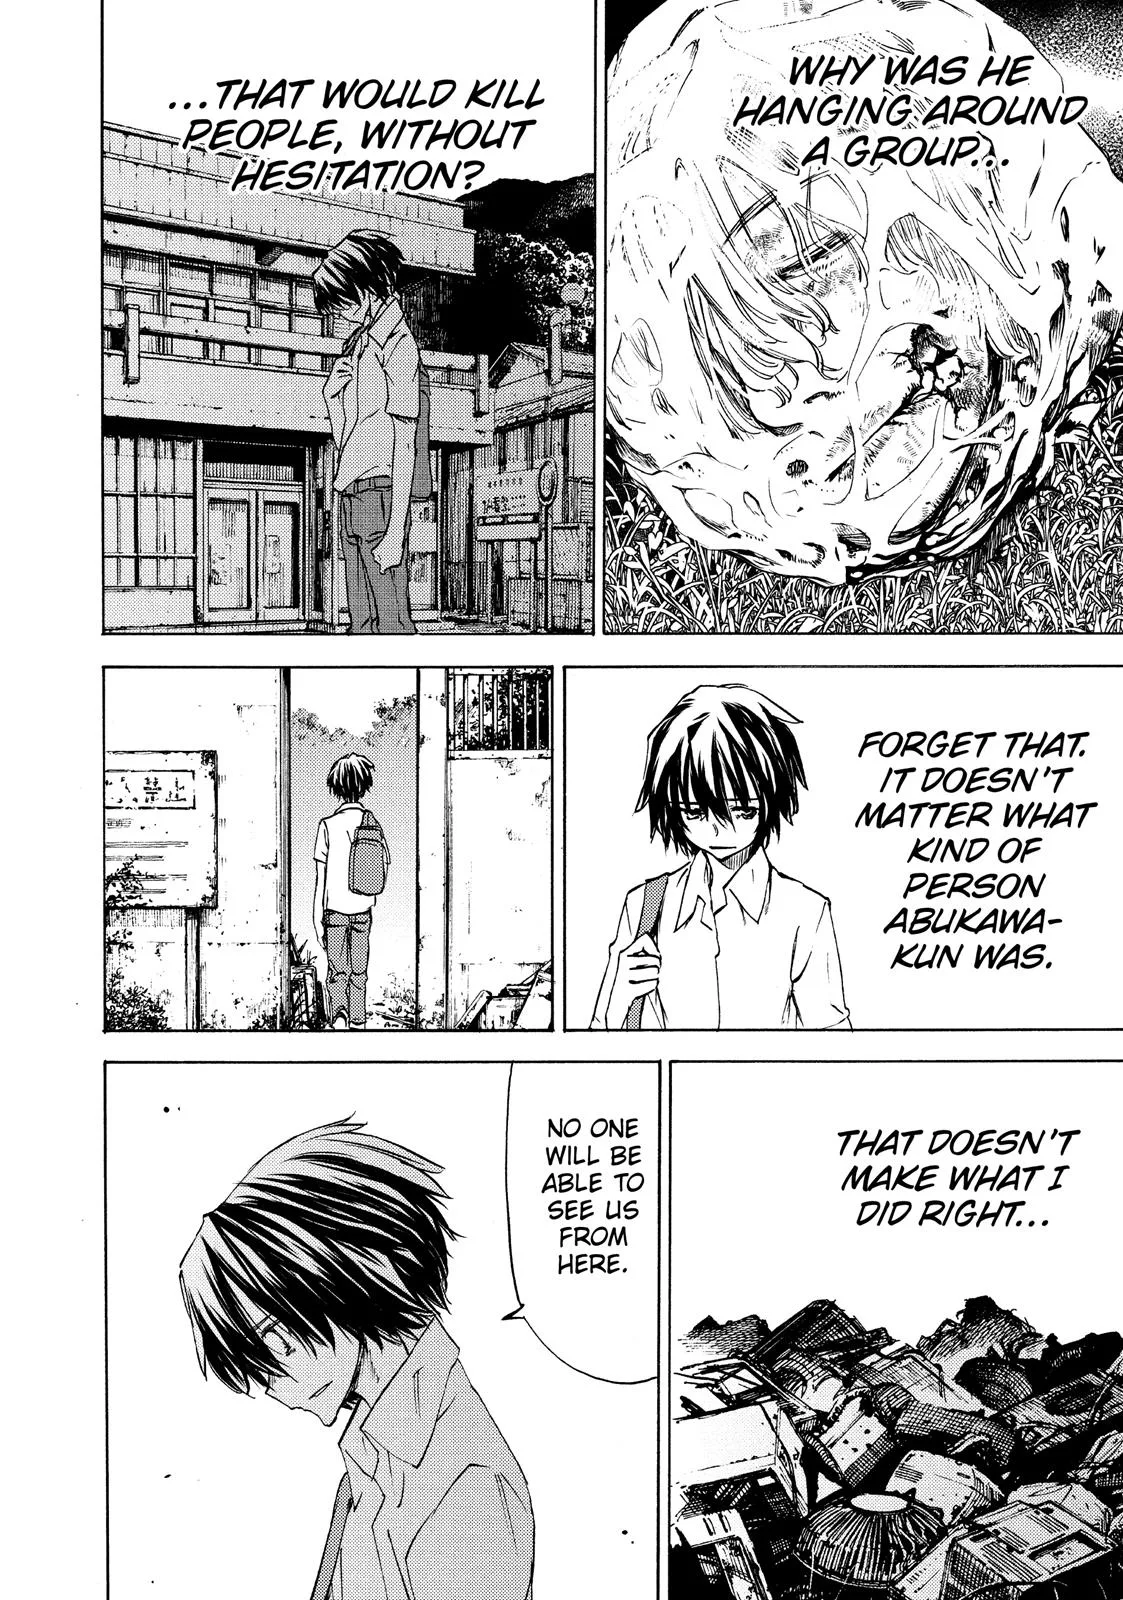 WHY WAS HE
HANGING AROUND
A GROUP...
...THAT WOULD KILL
PEOPLE, WITHOUT
HESITATION?
FORGET THAT.
IT DOESN'T
MATTER WHAT
KIND OF
PERSON
ABUKAWA-
KUN WAS.
THAT DOESN'T
MAKE WHAT I
DID RIGHT...
NO ONE
WILL BE
ABLE TO
SEE US
FROM
HERE.